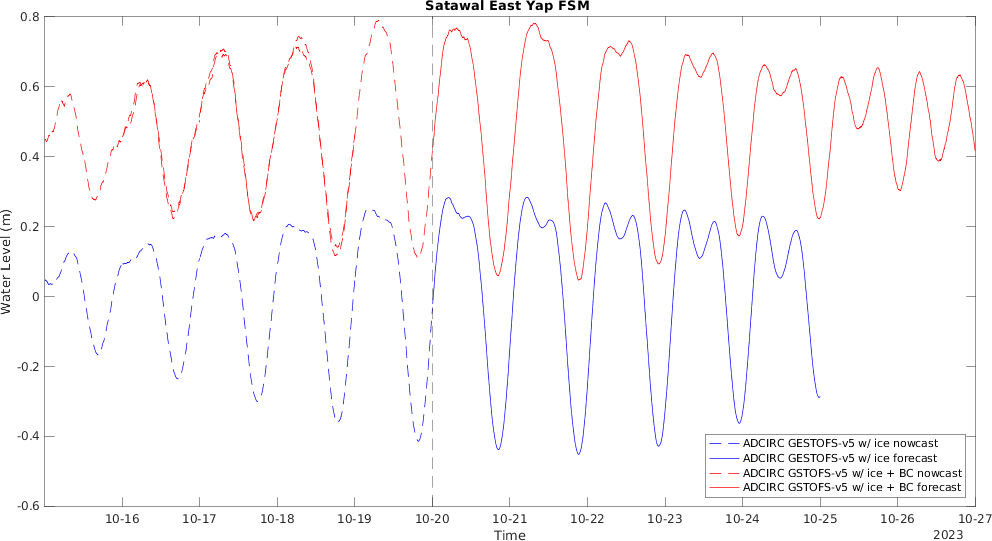 Satawal East Yap FSM
0.8
0.6
0.4
0.2
0
-0.2
-0.4
-0.6
Water Level (m)
10-16 10-17 10-18 10-19 10-20 10-21 10-22 10-23 10-24 10-25 10-26 10-27
Time
2023
ADCIRC GESTOFS-v5 w/ ice nowcast
ADCIRC GESTOFS-v5 w/ ice forecast
ADCIRC GSTOFS-v5 w/ ice + BC nowcast
ADCIRC GSTOFS-v5 w/ ice + BC forecast